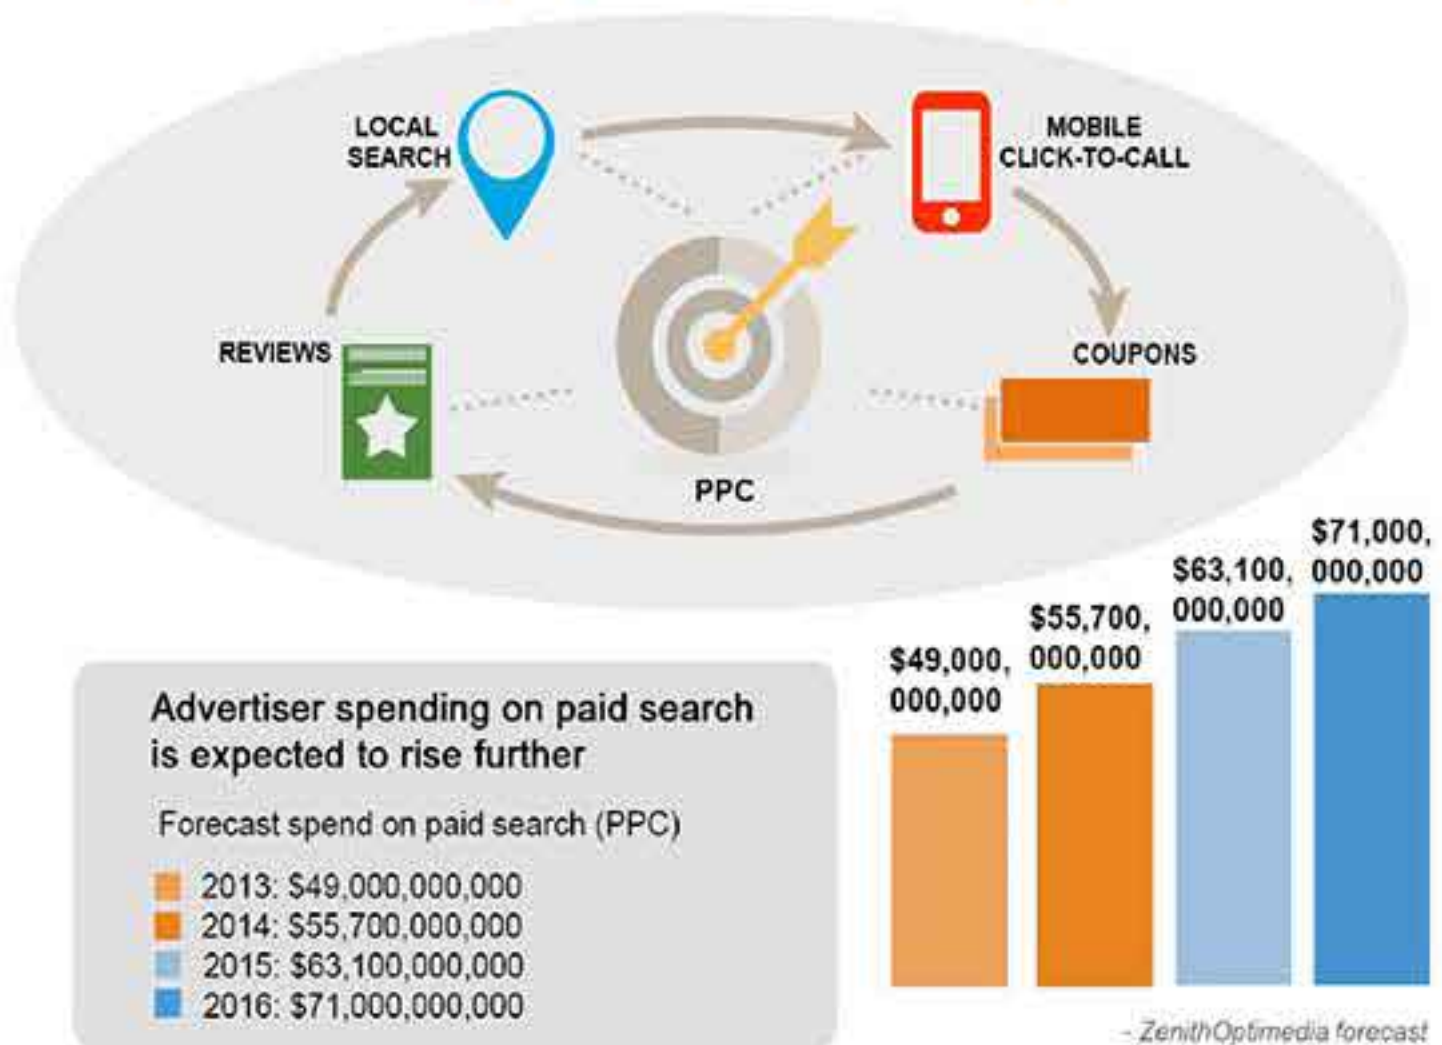 LOCAL
SEARCH
MOBILE
CLICK-TO-CALL
REVIEWS
COUPONS
PPC
$71,000,
000,000
$63,100,
000,000
$55,700,
000,000
$49,000,
000,000
Advertiser spending on paid search
is expected to rise further
Forecast spend on paid search (PPC)
2013: $49,000,000,000
2014: $55,700,000,000
2015: $63,100,000,000
2016: $71,000,000,000
- ZenithOptimedia forecast